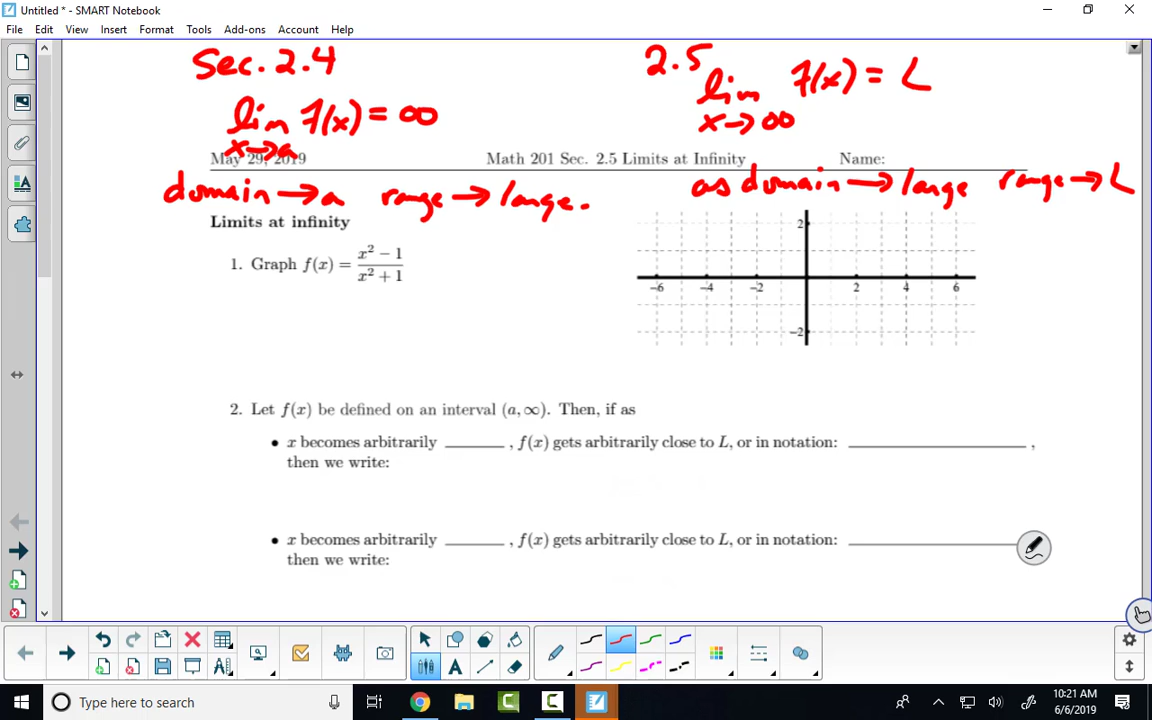 Untitled * - SMART Notebook
File Edit View Insert Format Tools Add-ons Account Help
Sec. 2.4
lim f(x) = ∞
x→a
2.5
lim f(x) = L
x→∞
May 29, 2019 Math 201 Sec. 2.5 Limits at Infinity Name:
domain → a range → large.
as domain → large range → L
Limits at infinity
1. Graph f(x) = (x² − 1)/(x² + 1)
2
−6 −4 −2 2 4 6
−2
2. Let f(x) be defined on an interval (a, ∞). Then, if as
• x becomes arbitrarily ______ , f(x) gets arbitrarily close to L, or in notation: ______ ,
then we write:
• x becomes arbitrarily ______ , f(x) gets arbitrarily close to L, or in notation: ______
then we write:
Type here to search
10:21 AM
6/6/2019